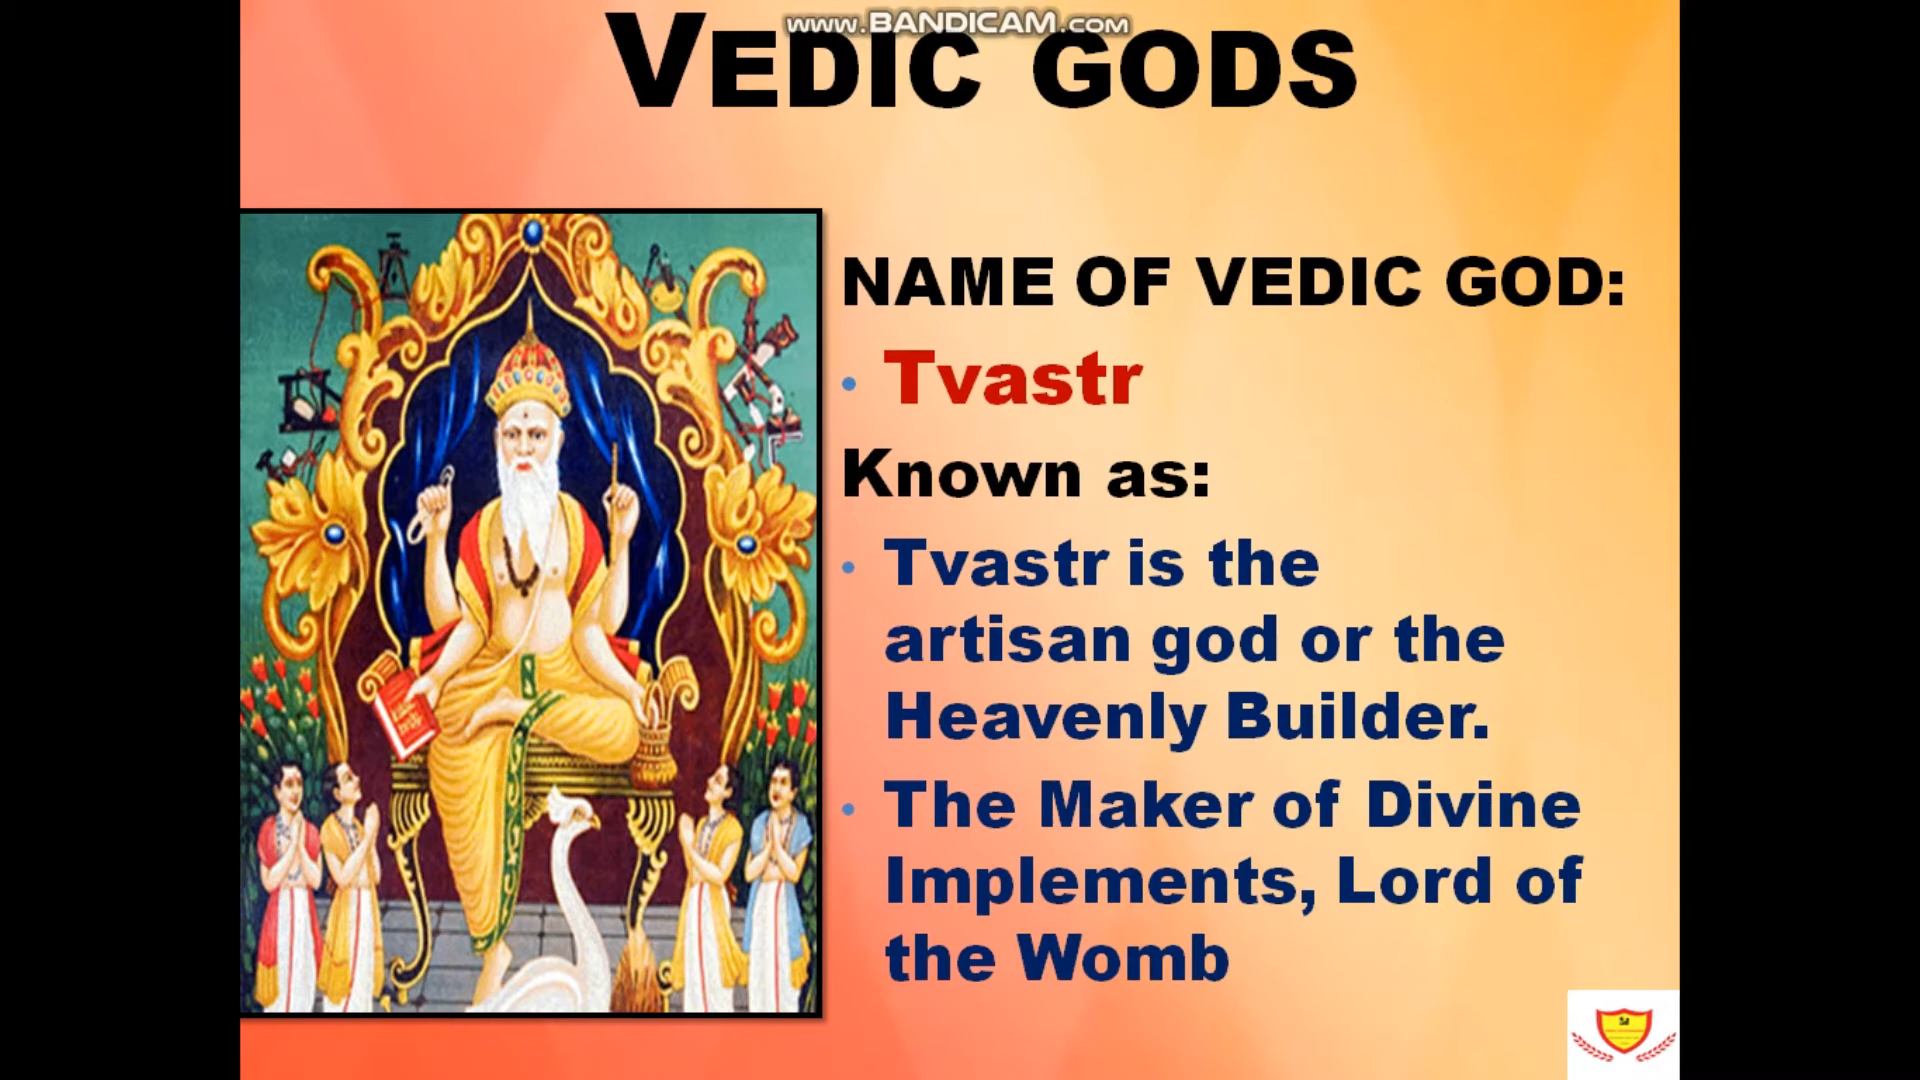 www.BANDICAM.com
VEDIC GODS
NAME OF VEDIC GOD:
• Tvastr
Known as:
• Tvastr is the
artisan god or the
Heavenly Builder.
• The Maker of Divine
Implements, Lord of
the Womb